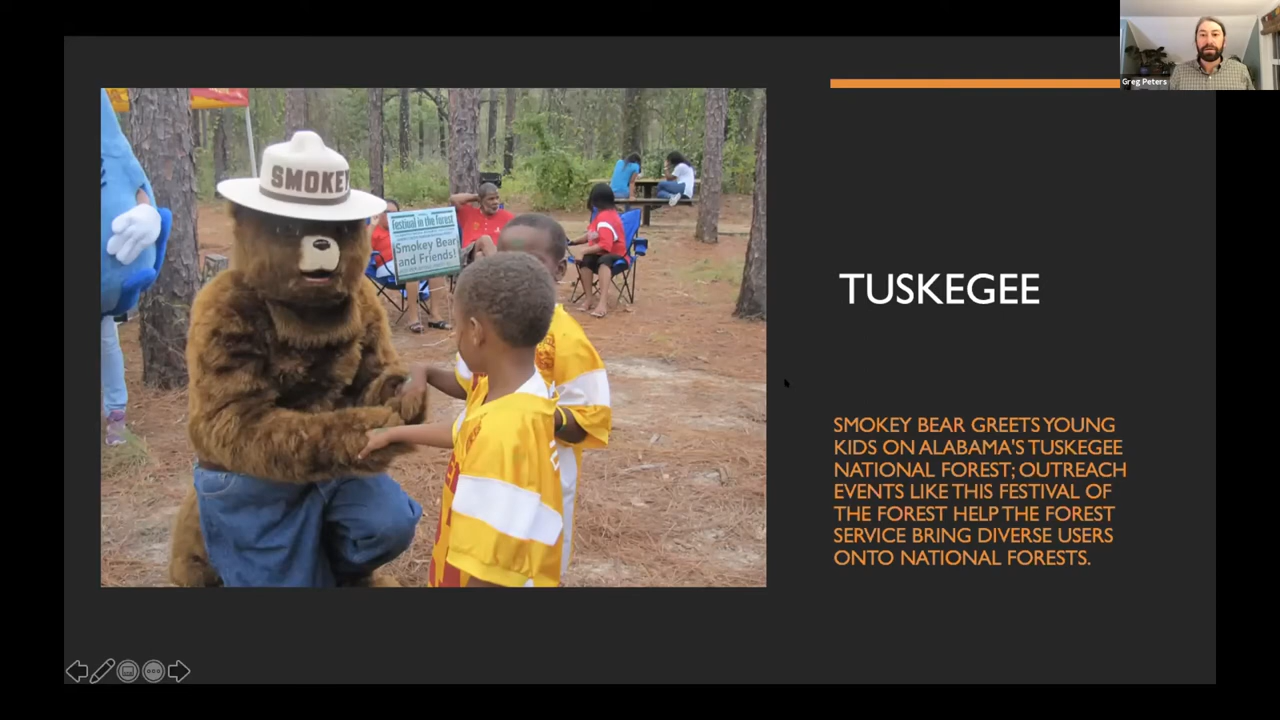 Greg Peters
SMOKEY
Festival in the Forest
Smokey Bear
and Friends!
TUSKEGEE
SMOKEY BEAR GREETS YOUNG
KIDS ON ALABAMA'S TUSKEGEE
NATIONAL FOREST; OUTREACH
EVENTS LIKE THIS FESTIVAL OF
THE FOREST HELP THE FOREST
SERVICE BRING DIVERSE USERS
ONTO NATIONAL FORESTS.